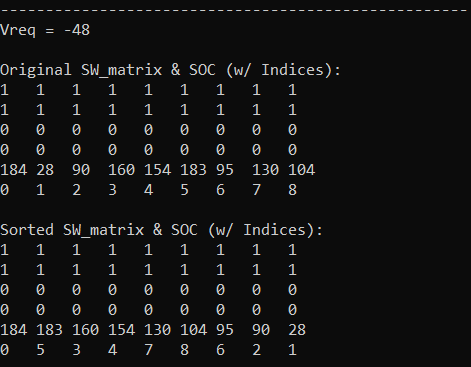 ----------------------------------------------------
Vreq = -48
Original SW_matrix & SOC (w/ Indices):
1 1 1 1 1 1 1 1 1
1 1 1 1 1 1 1 1 1
0 0 0 0 0 0 0 0 0
0 0 0 0 0 0 0 0 0
184 28 90 160 154 183 95 130 104
0 1 2 3 4 5 6 7 8
Sorted SW_matrix & SOC (w/ Indices):
1 1 1 1 1 1 1 1 1
1 1 1 1 1 1 1 1 1
0 0 0 0 0 0 0 0 0
0 0 0 0 0 0 0 0 0
184 183 160 154 130 104 95 90 28
0 5 3 4 7 8 6 2 1